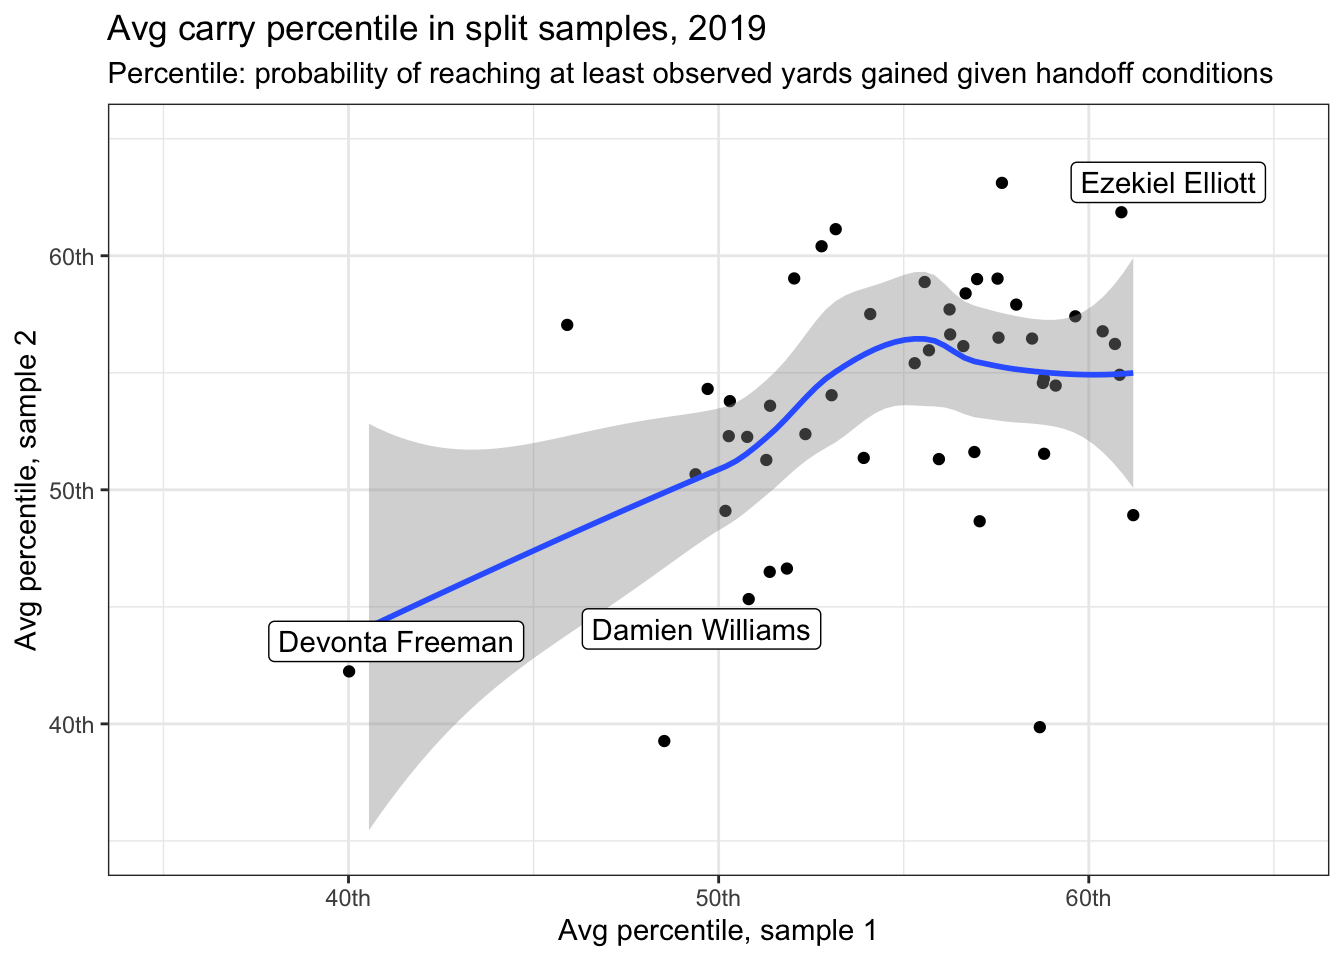 Avg carry percentile in split samples, 2019
Percentile: probability of reaching at least observed yards gained given handoff conditions
Ezekiel Elliott
60th
Avg percentile, sample 2
50th
Devonta Freeman
Damien Williams
40th
40th 50th 60th
Avg percentile, sample 1